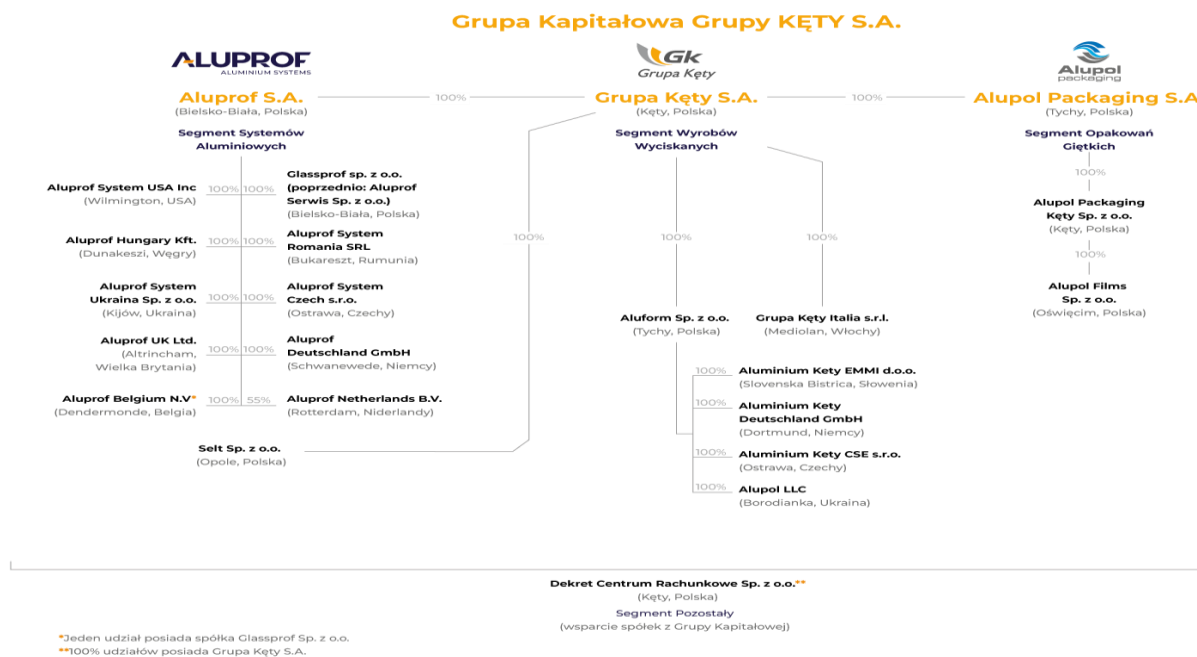 Grupa Kapitałowa Grupy KĘTY S.A.
ALUPROF
ALUMINIUM SYSTEMS
Aluprof S.A.
(Bielsko-Biała, Polska)
Segment Systemów
Aluminiowych
100%
Gk
Grupa Kęty
Grupa Kęty S.A.
(Kęty, Polska)
Segment Wyrobów
Wyciskanych
100%
Alupol
packaging
Alupol Packaging S.A
(Tychy, Polska)
Segment Opakowań
Giętkich
Aluprof System USA Inc
(Wilmington, USA)
100% 100%
Glassprof sp. z o.o.
(poprzednio: Aluprof
Serwis Sp. z o.o.)
(Bielsko-Biała, Polska)
Aluprof Hungary Kft.
(Dunakeszi, Węgry)
100% 100%
Aluprof System
Romania SRL
(Bukareszt, Rumunia)
Aluprof System
Ukraina Sp. z o.o.
(Kijów, Ukraina)
100% 100%
Aluprof System
Czech s.r.o.
(Ostrawa, Czechy)
Aluprof UK Ltd.
(Altrincham,
Wielka Brytania)
100% 100%
Aluprof
Deutschland GmbH
(Schwanewede, Niemcy)
Aluprof Belgium N.V*
(Dendermonde, Belgia)
100% 55%
Aluprof Netherlands B.V.
(Rotterdam, Niderlandy)
Selt Sp. z o.o.
(Opole, Polska)
100%
100%
100%
Aluform Sp. z o.o.
(Tychy, Polska)
Grupa Kęty Italia s.r.l.
(Mediolan, Włochy)
100%
Aluminium Kety EMMI d.o.o.
(Slovenska Bistrica, Słowenia)
100%
Aluminium Kety
Deutschland GmbH
(Dortmund, Niemcy)
100%
Aluminium Kety CSE s.r.o.
(Ostrawa, Czechy)
100%
Alupol LLC
(Borodianka, Ukraina)
100%
Alupol Packaging
Kęty Sp. z o.o.
(Kęty, Polska)
100%
Alupol Films
Sp. z o.o.
(Oświęcim, Polska)
Dekret Centrum Rachunkowe Sp. z o.o.**
(Kęty, Polska)
Segment Pozostały
(wsparcie spółek z Grupy Kapitałowej)
*Jeden udział posiada spółka Glassprof Sp. z o.o.
**100% udziałów posiada Grupa Kęty S.A.